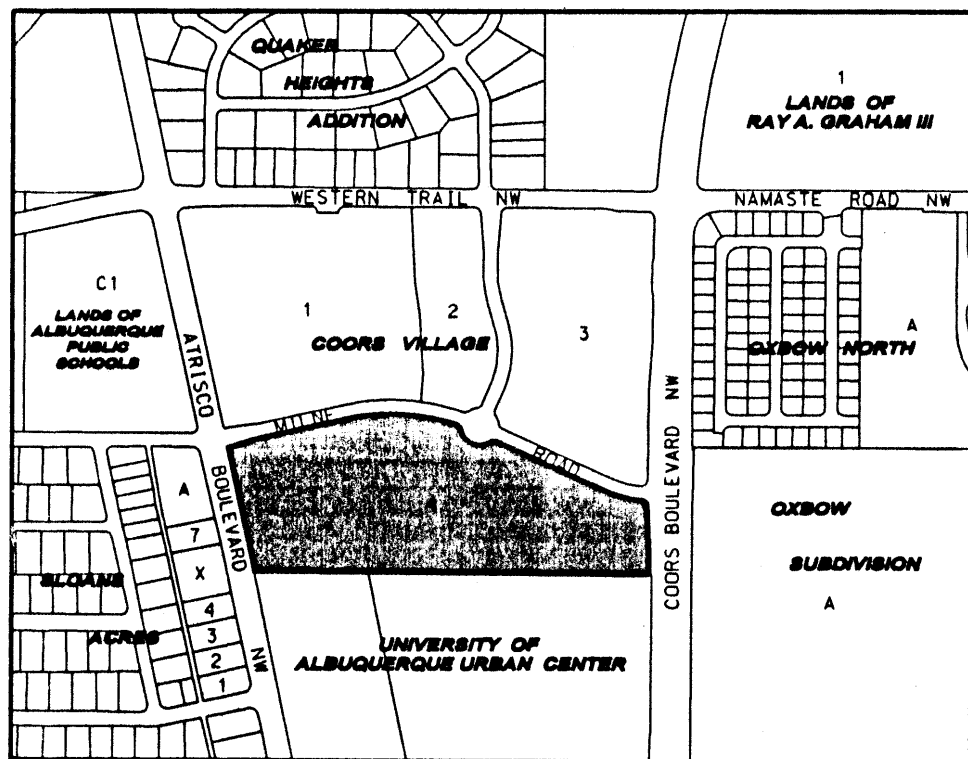 QUAKER
HEIGHTS
ADDITION
1
LANDS OF
RAY A. GRAHAM III
WESTERN TRAIL NW
NAMASTE ROAD NW
C1
LANDS OF
ALBUQUERQUE
PUBLIC
SCHOOLS
1
2
3
COORS VILLAGE
A
OXBOW NORTH
ATRISCO
BOULEVARD
NW
MILNE
ROAD
COORS BOULEVARD NW
A
7
X
4
3
2
1
SLOANS
ACRES
OXBOW
SUBDIVISION
A
UNIVERSITY OF
ALBUQUERQUE URBAN CENTER